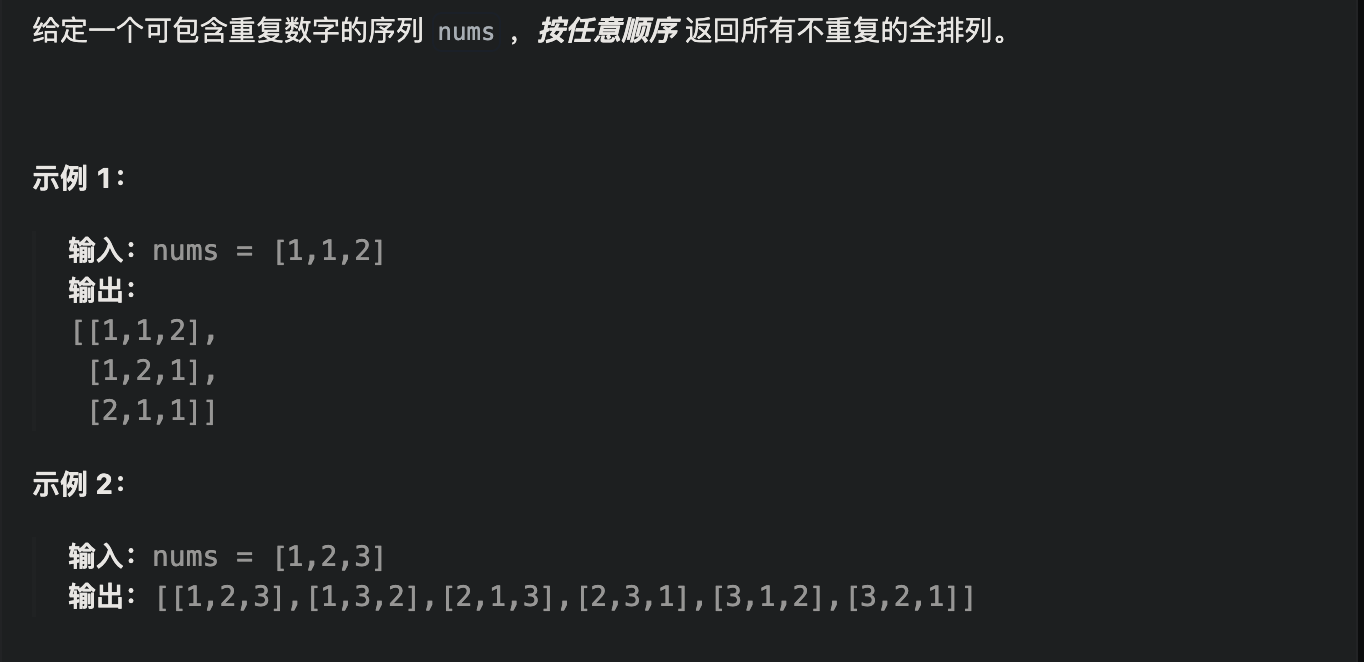 给定一个可包含重复数字的序列 nums ，按任意顺序 返回所有不重复的全排列。
示例 1：
输入：nums = [1,1,2]
输出：
[[1,1,2],
[1,2,1],
[2,1,1]]
示例 2：
输入：nums = [1,2,3]
输出：[[1,2,3],[1,3,2],[2,1,3],[2,3,1],[3,1,2],[3,2,1]]